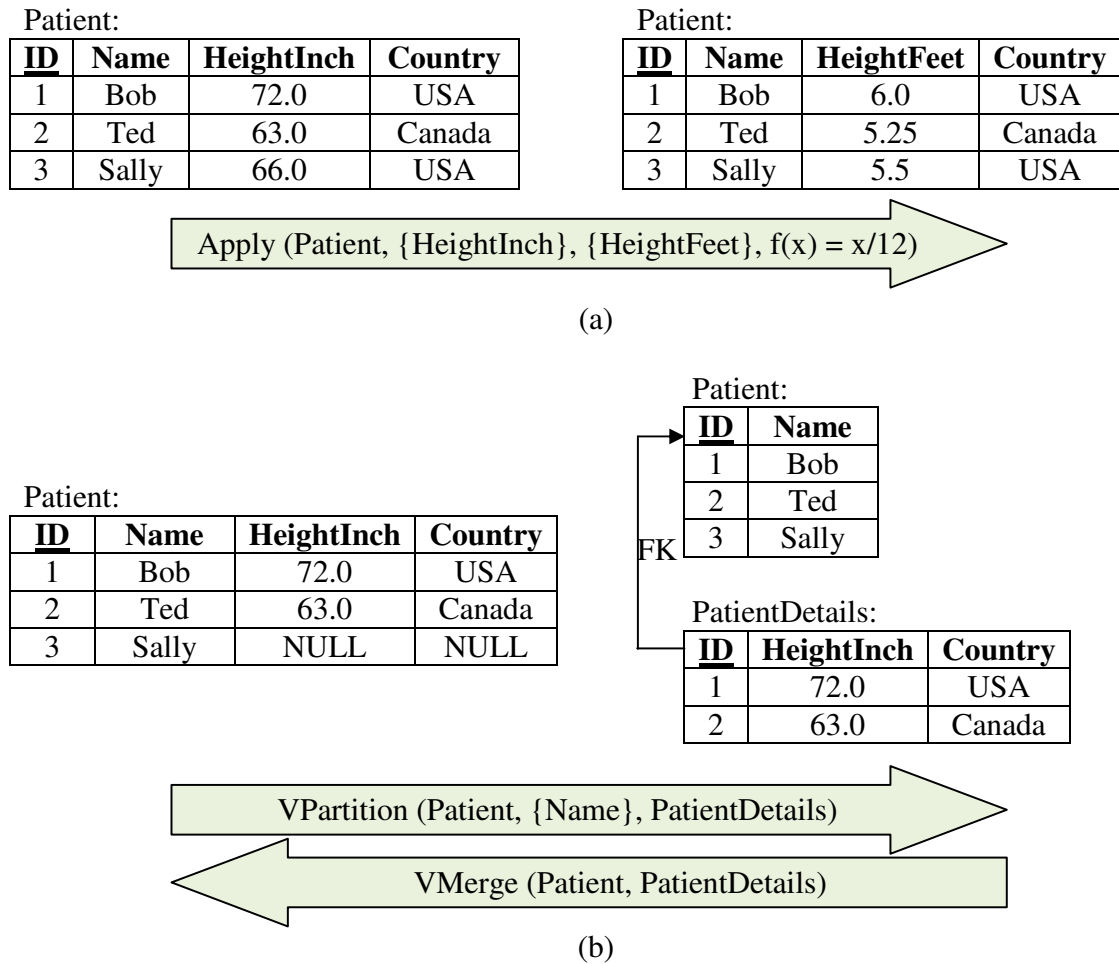 Patient:
ID Name HeightInch Country
1 Bob 72.0 USA
2 Ted 63.0 Canada
3 Sally 66.0 USA
Patient:
ID Name HeightFeet Country
1 Bob 6.0 USA
2 Ted 5.25 Canada
3 Sally 5.5 USA
Apply (Patient, {HeightInch}, {HeightFeet}, f(x) = x/12)
(a)
Patient:
ID Name HeightInch Country
1 Bob 72.0 USA
2 Ted 63.0 Canada
3 Sally NULL NULL
Patient:
ID Name
1 Bob
2 Ted
3 Sally
FK
PatientDetails:
ID HeightInch Country
1 72.0 USA
2 63.0 Canada
VPartition (Patient, {Name}, PatientDetails)
VMerge (Patient, PatientDetails)
(b)